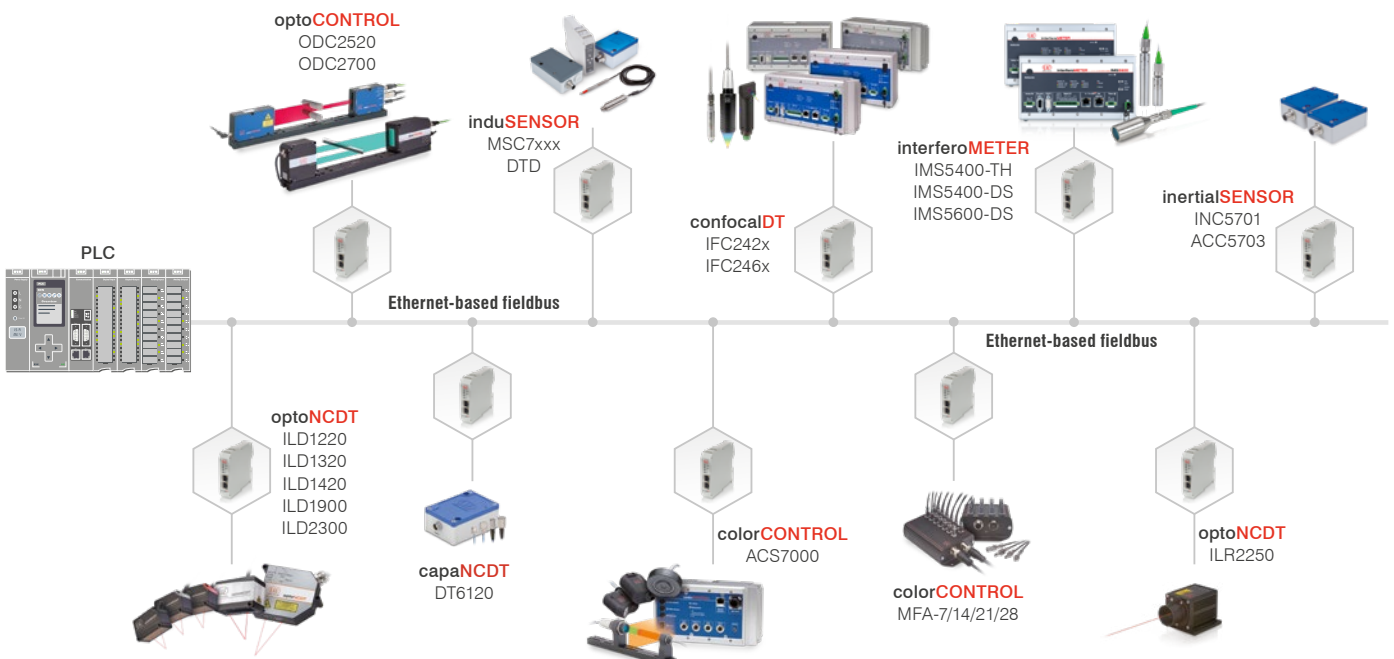 optoCONTROL
ODC2520
ODC2700
induSENSOR
MSC7xxx
DTD
confocalDT
IFC242x
IFC246x
interferoMETER
IMS5400-TH
IMS5400-DS
IMS5600-DS
inertialSENSOR
INC5701
ACC5703
PLC
Ethernet-based fieldbus
Ethernet-based fieldbus
optoNCDT
ILD1220
ILD1320
ILD1420
ILD1900
ILD2300
capaNCDT
DT6120
colorCONTROL
ACS7000
colorCONTROL
MFA-7/14/21/28
optoNCDT
ILR2250